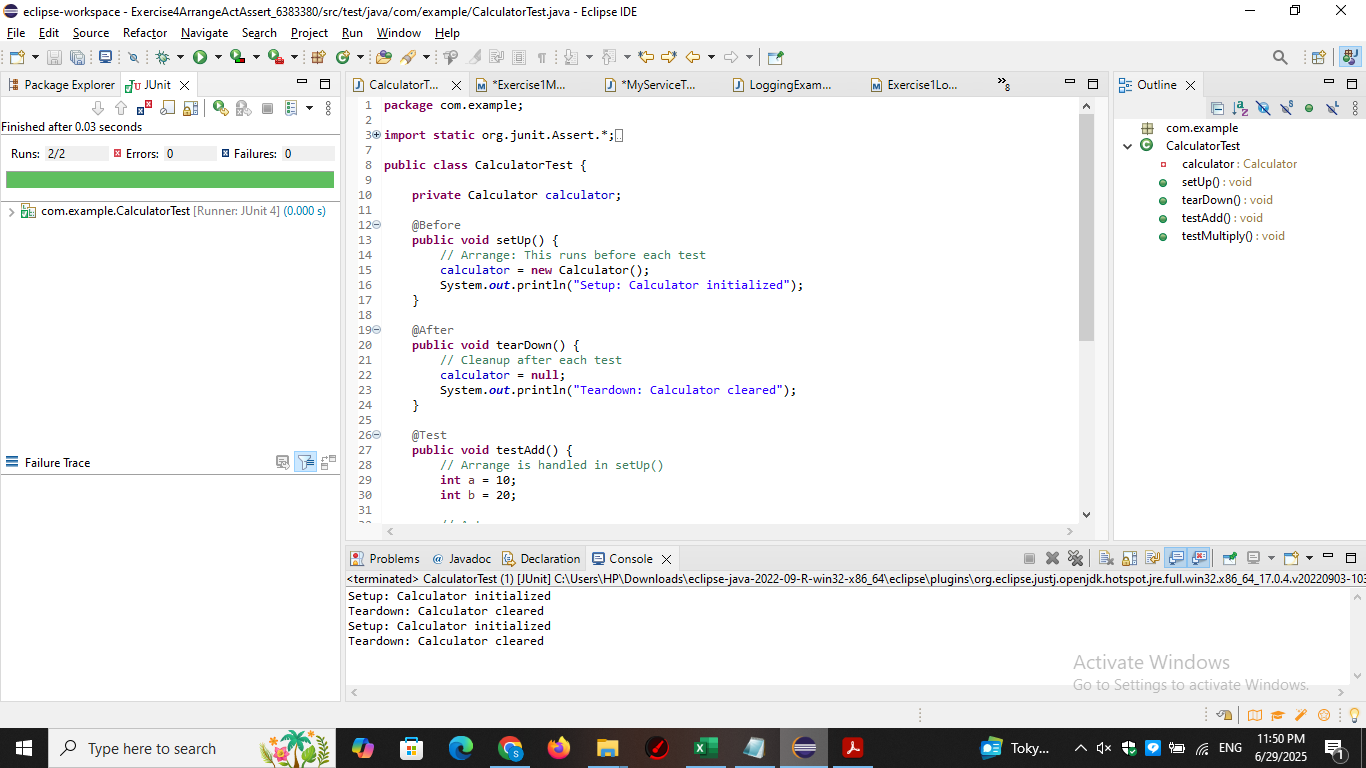 eclipse-workspace - Exercise4ArrangeActAssert_6383380/src/test/java/com/example/CalculatorTest.java - Eclipse IDE
File Edit Source Refactor Navigate Search Project Run Window Help
Package Explorer JUnit
Finished after 0.03 seconds
Runs: 2/2 Errors: 0 Failures: 0
com.example.CalculatorTest [Runner: JUnit 4] (0.000 s)
Failure Trace
CalculatorT... *Exercise1M... *MyServiceT... LoggingExam... Exercise1Lo... »8
1 package com.example;
2
3 import static org.junit.Assert.*;
7
8 public class CalculatorTest {
9
10 private Calculator calculator;
11
12 @Before
13 public void setUp() {
14 // Arrange: This runs before each test
15 calculator = new Calculator();
16 System.out.println("Setup: Calculator initialized");
17 }
18
19 @After
20 public void tearDown() {
21 // Cleanup after each test
22 calculator = null;
23 System.out.println("Teardown: Calculator cleared");
24 }
25
26 @Test
27 public void testAdd() {
28 // Arrange is handled in setUp()
29 int a = 10;
30 int b = 20;
31
Outline
com.example
CalculatorTest
calculator : Calculator
setUp() : void
tearDown() : void
testAdd() : void
testMultiply() : void
Problems Javadoc Declaration Console
<terminated> CalculatorTest (1) [JUnit] C:\Users\HP\Downloads\eclipse-java-2022-09-R-win32-x86_64\eclipse\plugins\org.eclipse.justj.openjdk.hotspot.jre.full.win32.x86_64_17.0.4.v20220903-103
Setup: Calculator initialized
Teardown: Calculator cleared
Setup: Calculator initialized
Teardown: Calculator cleared
Activate Windows
Go to Settings to activate Windows.
Type here to search
Toky...
ENG
11:50 PM
6/29/2025
1